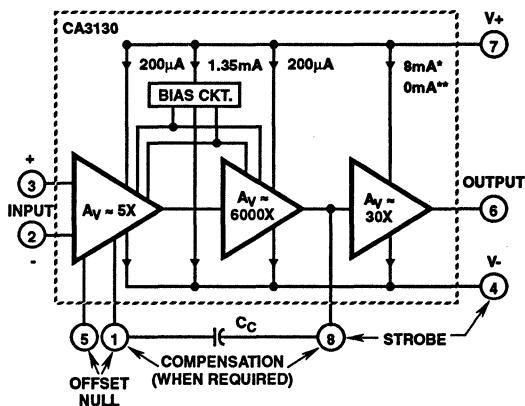 CA3130
V+
7
200µA
1.35mA
200µA
8mA*
0mA**
BIAS CKT.
+
3
INPUT
2
-
AV ≈ 5X
AV ≈
6000X
AV ≈
30X
OUTPUT
6
V-
4
CC
5
1
8
STROBE
OFFSET
NULL
COMPENSATION
(WHEN REQUIRED)